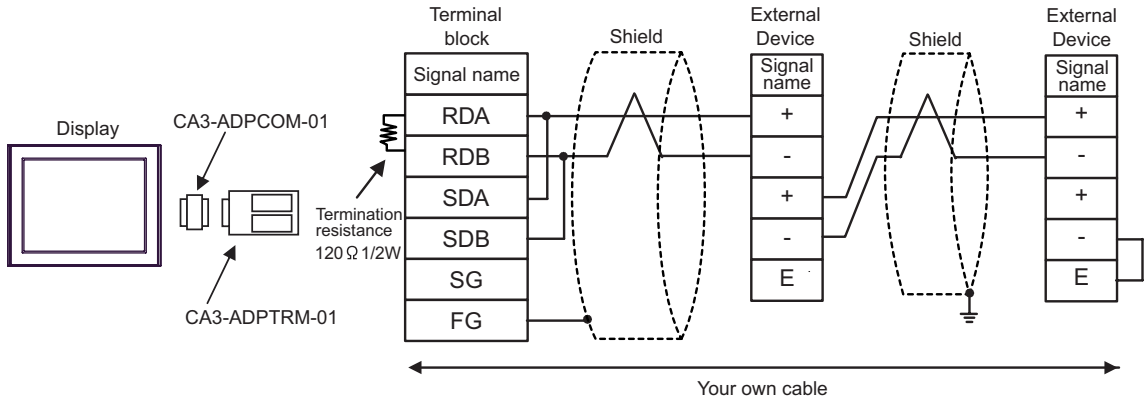 Display
CA3-ADPCOM-01
CA3-ADPTRM-01
Termination
resistance
120Ω 1/2W
Terminal
block
Signal name
RDA
RDB
SDA
SDB
SG
FG
Shield
External
Device
Signal
name
+
-
+
-
E
Shield
External
Device
Signal
name
+
-
+
-
E
Your own cable